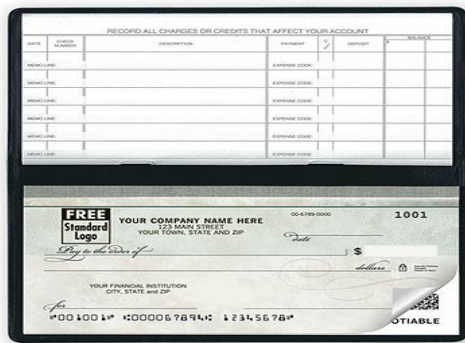 RECORD ALL CHARGES OR CREDITS THAT AFFECT YOUR ACCOUNT
DATE CHECK NUMBER DESCRIPTION PAYMENT DEPOSIT $ BALANCE
MEMO LINE: EXPENSE CODE:
MEMO LINE: EXPENSE CODE:
MEMO LINE: EXPENSE CODE:
MEMO LINE: EXPENSE CODE:
MEMO LINE: EXPENSE CODE:
MEMO LINE: EXPENSE CODE:
FREE
Standard
Logo
YOUR COMPANY NAME HERE
123 MAIN STREET
YOUR TOWN, STATE AND ZIP
00-6789-0000
1001
Date
Pay to the order of
$
dollars
YOUR FINANCIAL INSTITUTION
CITY, STATE and ZIP
for
⑈001001⑈ ⑆000067894⑆ 12345678⑈
OTIABLE